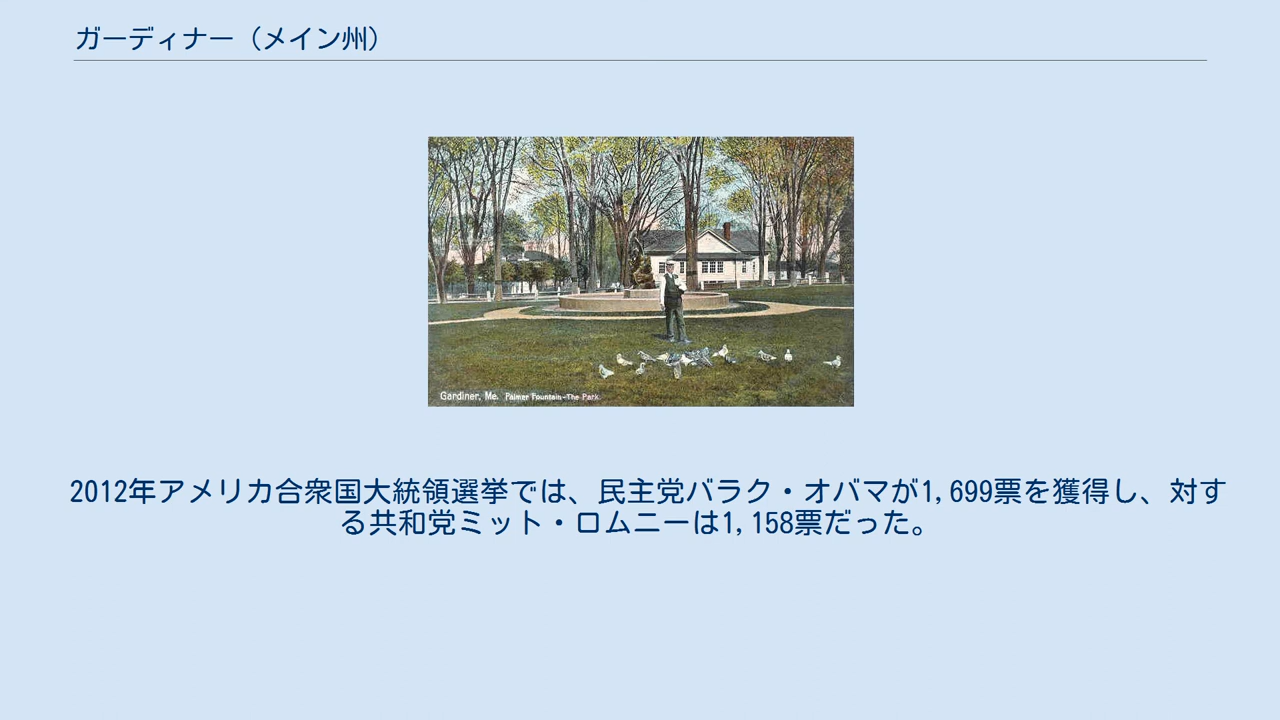 ガーディナー（メイン州）
Gardiner, Me. Palmer Fountain-The Park.
2012年アメリカ合衆国大統領選挙では、民主党バラク・オバマが1,699票を獲得し、対す
る共和党ミット・ロムニーは1,158票だった。